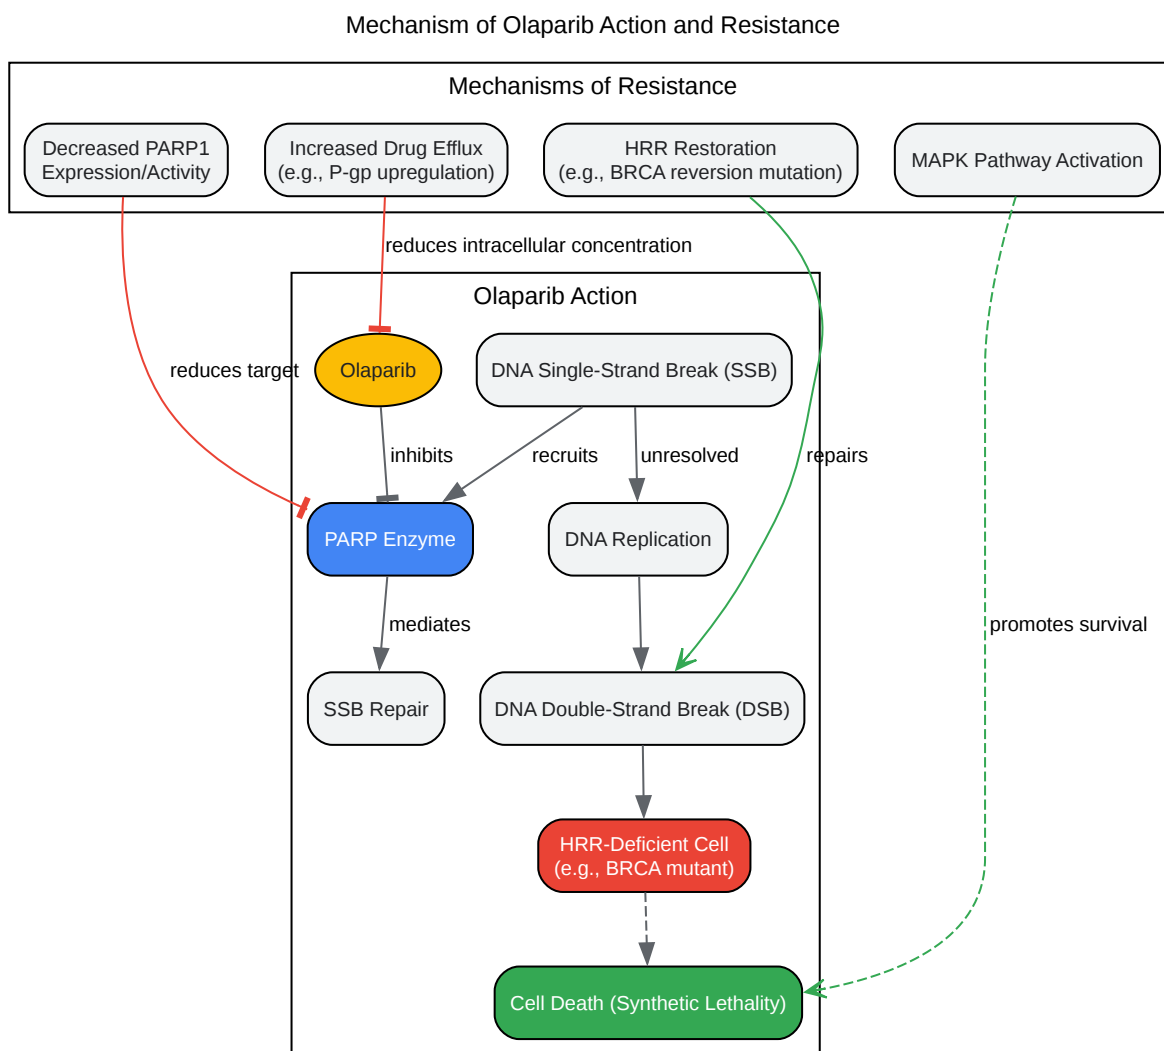 Mechanism of Olaparib Action and Resistance
Mechanisms of Resistance
Decreased PARP1
Expression/Activity
Increased Drug Efflux
(e.g., P-gp upregulation)
HRR Restoration
(e.g., BRCA reversion mutation)
MAPK Pathway Activation
reduces intracellular concentration
Olaparib Action
reduces target
Olaparib
DNA Single-Strand Break (SSB)
inhibits
recruits
unresolved
repairs
PARP Enzyme
DNA Replication
mediates
promotes survival
SSB Repair
DNA Double-Strand Break (DSB)
HRR-Deficient Cell
(e.g., BRCA mutant)
Cell Death (Synthetic Lethality)